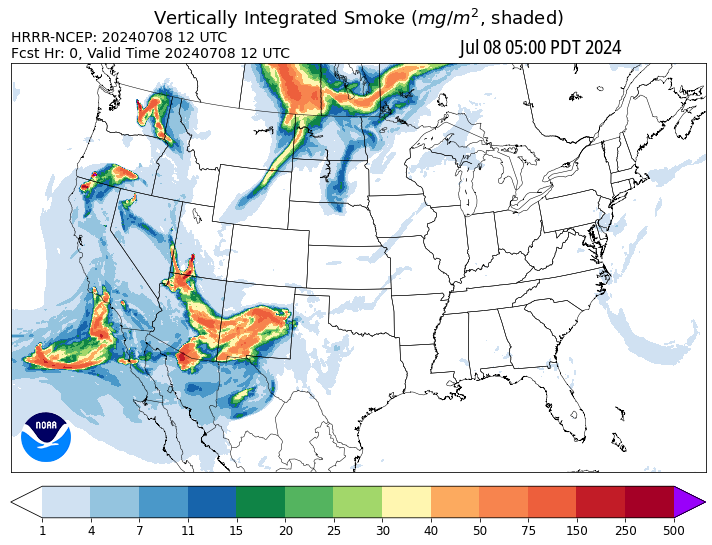 Vertically Integrated Smoke (mg/m², shaded)
HRRR-NCEP: 20240708 12 UTC
Fcst Hr: 0, Valid Time 20240708 12 UTC
Jul 08 05:00 PDT 2024
NOAA
1 4 7 11 15 20 25 30 40 50 75 150 250 500